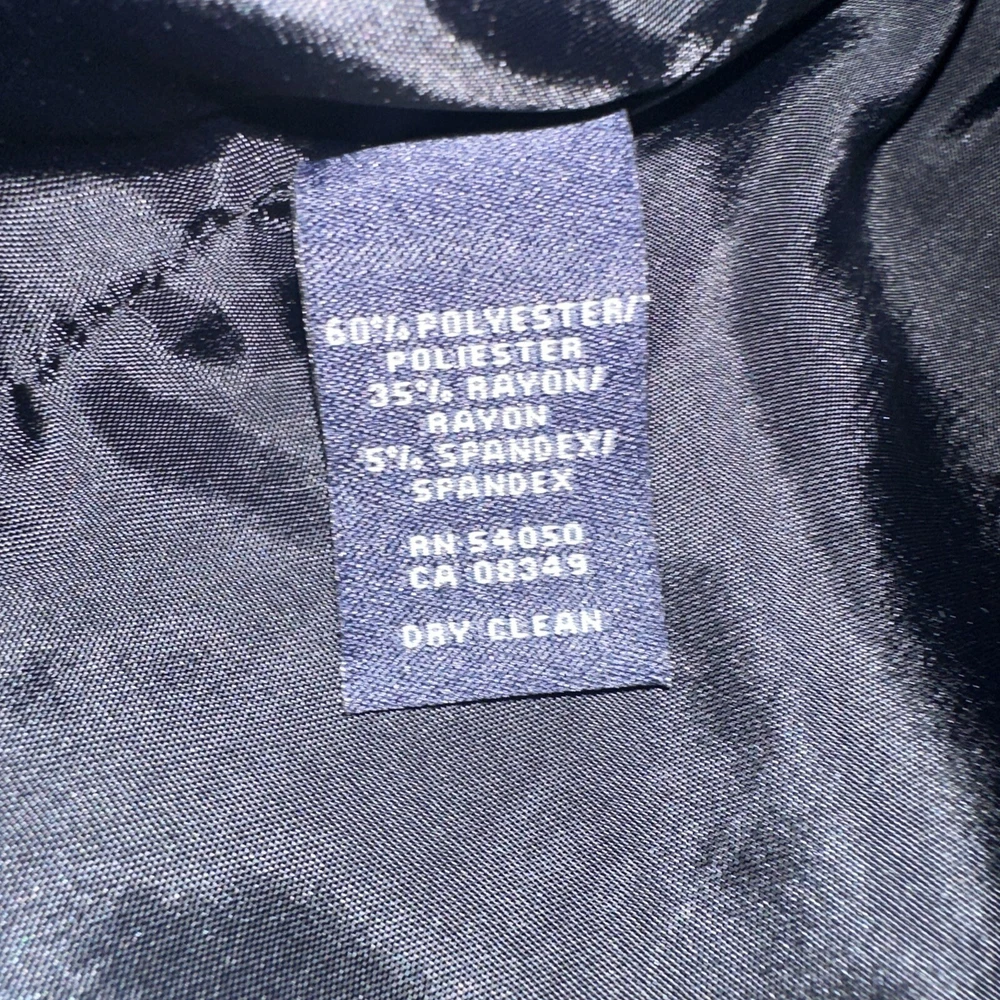 60% POLYESTER/
POLIESTER
35% RAYON/
RAYON
5% SPANDEX/
SPANDEX
RN 54050
CA 08349
DRY CLEAN